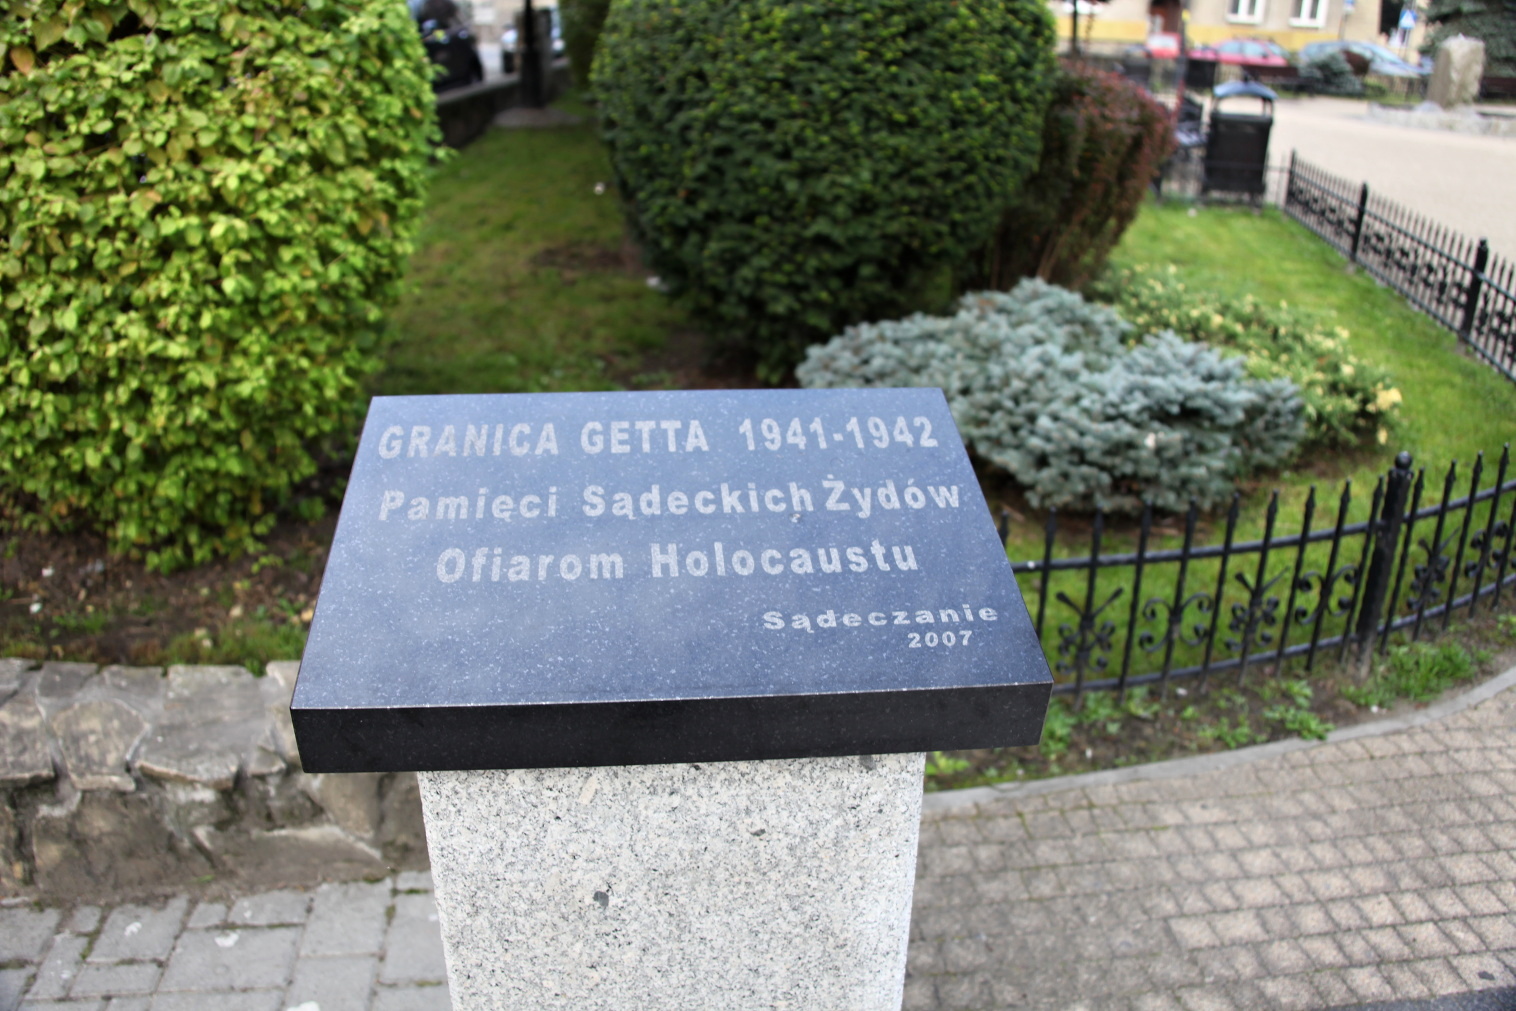 GRANICA GETTA 1941-1942
Pamięci Sądeckich Żydów
Ofiarom Holocaustu
Sądeczanie
2007